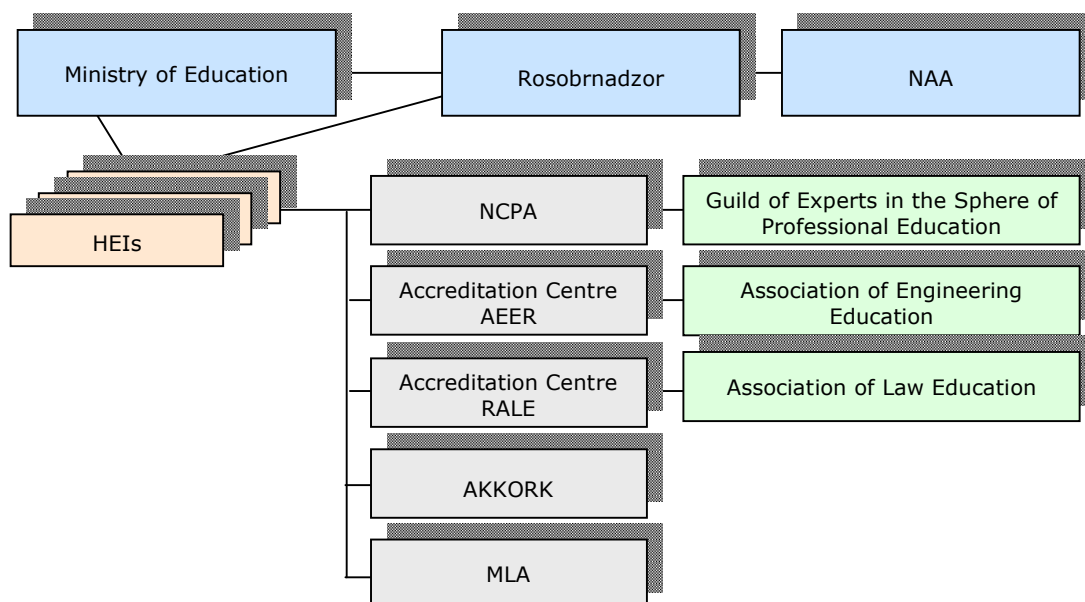 Ministry of Education
Rosobrnadzor
NAA
HEIs
NCPA
Guild of Experts in the Sphere of
Professional Education
Accreditation Centre
AEER
Association of Engineering
Education
Accreditation Centre
RALE
Association of Law Education
AKKORK
MLA